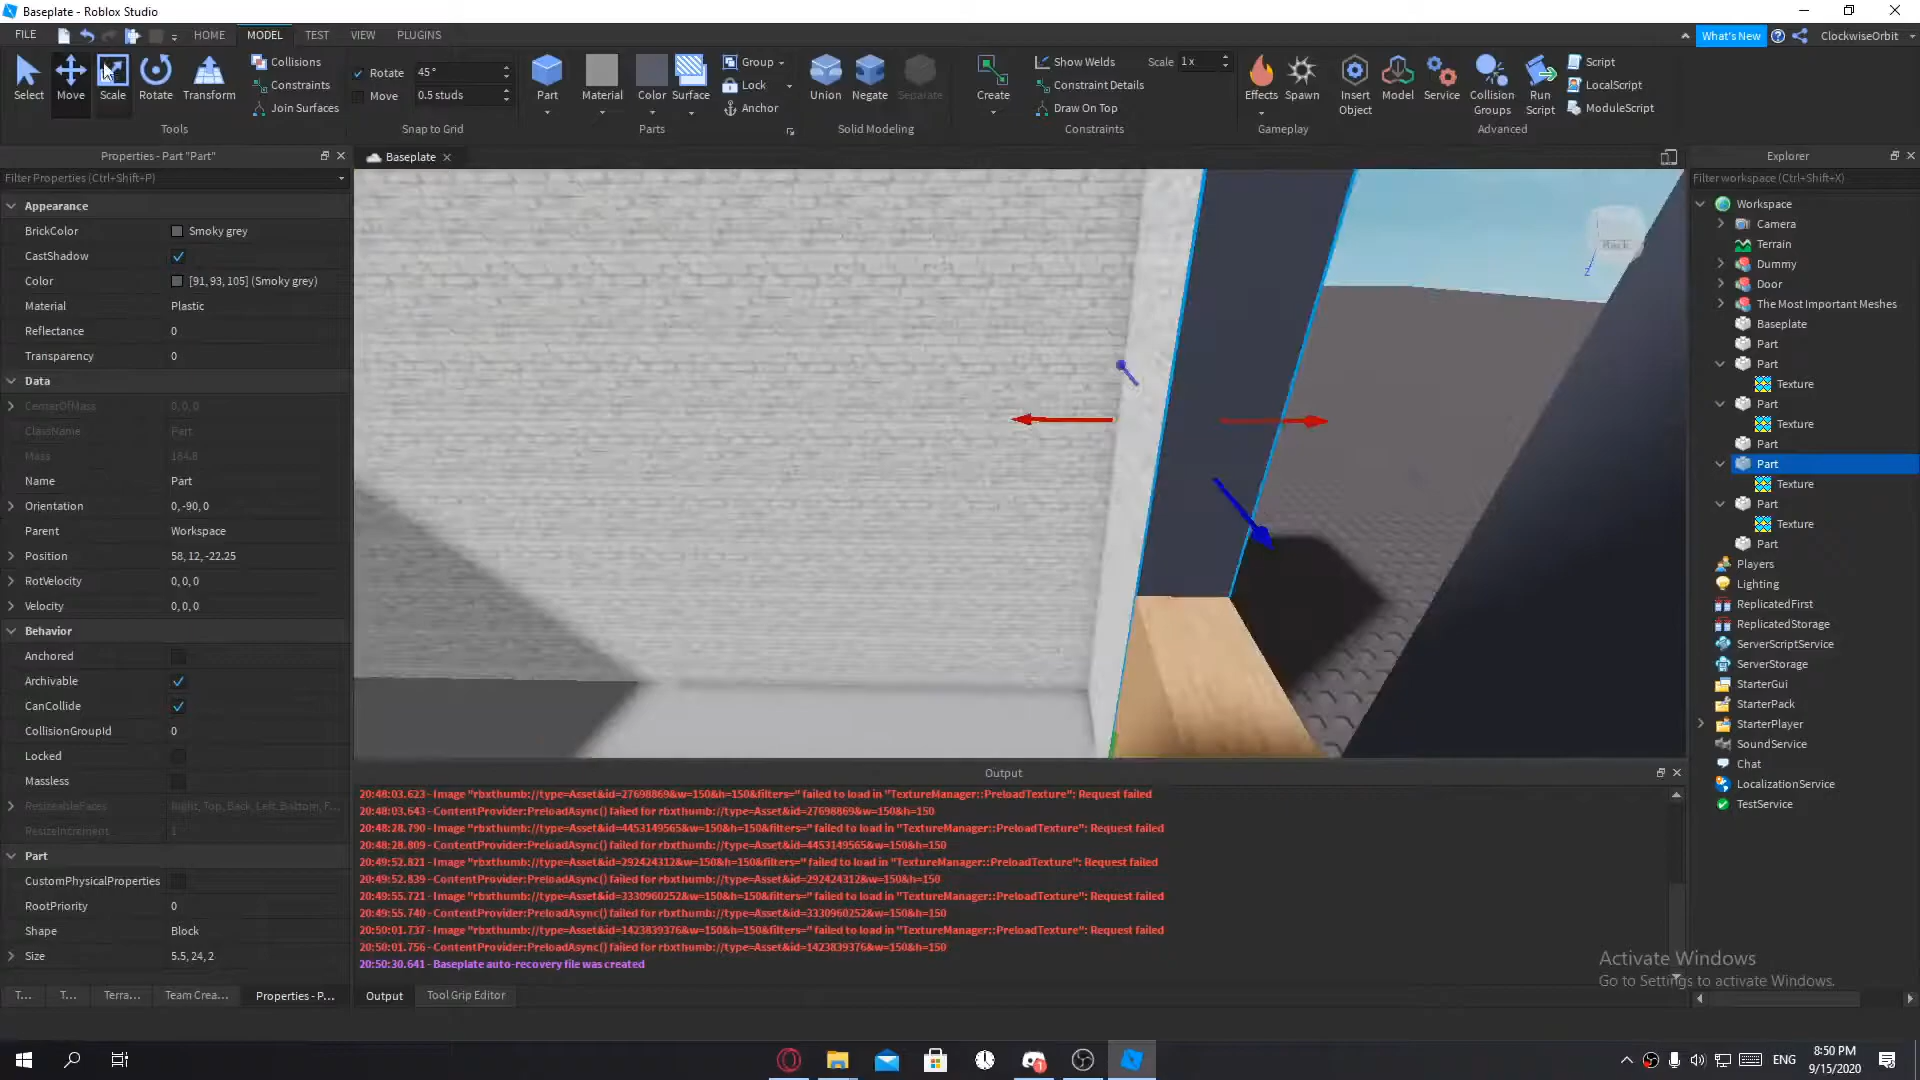 Baseplate - Roblox Studio
FILE HOME MODEL TEST VIEW PLUGINS What's New ClockwiseOrbit
Select Move Scale Rotate Transform
Collisions
Constraints
Join Surfaces
Tools
Rotate 45°
Move 0.5 studs
Snap to Grid
Part Material Color Surface
Group
Lock
Anchor
Parts
Union Negate Separate
Solid Modeling
Create
Show Welds Scale 1x
Constraint Details
Draw On Top
Constraints
Effects Spawn
Gameplay
Insert Object Model Service Collision Groups Run Script
Script
LocalScript
ModuleScript
Advanced
Properties - Part "Part"
Filter Properties (Ctrl+Shift+P)
Appearance
BrickColor Smoky grey
CastShadow
Color [91, 93, 105] (Smoky grey)
Material Plastic
Reflectance 0
Transparency 0
Data
CenterOfMass 0, 0, 0
ClassName Part
Mass 184.8
Name Part
Orientation 0, -90, 0
Parent Workspace
Position 58, 12, -22.25
RotVelocity 0, 0, 0
Velocity 0, 0, 0
Behavior
Anchored
Archivable
CanCollide
CollisionGroupId 0
Locked
Massless
ResizeableFaces Right, Top, Back, Left, Bottom, F...
ResizeIncrement 1
Part
CustomPhysicalProperties
RootPriority 0
Shape Block
Size 5.5, 24, 2
T... T... Terra... Team Crea... Properties - P...
Baseplate
Back
Z
Output
20:48:03.623 - Image "rbxthumb://type=Asset&id=27698869&w=150&h=150&filters=" failed to load in "TextureManager::PreloadTexture": Request failed
20:48:03.643 - ContentProvider:PreloadAsync() failed for rbxthumb://type=Asset&id=27698869&w=150&h=150
20:48:28.790 - Image "rbxthumb://type=Asset&id=4453149565&w=150&h=150&filters=" failed to load in "TextureManager::PreloadTexture": Request failed
20:48:28.809 - ContentProvider:PreloadAsync() failed for rbxthumb://type=Asset&id=4453149565&w=150&h=150
20:49:52.821 - Image "rbxthumb://type=Asset&id=292424312&w=150&h=150&filters=" failed to load in "TextureManager::PreloadTexture": Request failed
20:49:52.839 - ContentProvider:PreloadAsync() failed for rbxthumb://type=Asset&id=292424312&w=150&h=150
20:49:55.721 - Image "rbxthumb://type=Asset&id=3330960252&w=150&h=150&filters=" failed to load in "TextureManager::PreloadTexture": Request failed
20:49:55.740 - ContentProvider:PreloadAsync() failed for rbxthumb://type=Asset&id=3330960252&w=150&h=150
20:50:01.737 - Image "rbxthumb://type=Asset&id=1423839376&w=150&h=150&filters=" failed to load in "TextureManager::PreloadTexture": Request failed
20:50:01.756 - ContentProvider:PreloadAsync() failed for rbxthumb://type=Asset&id=1423839376&w=150&h=150
20:50:30.641 - Baseplate auto-recovery file was created
Output Tool Grip Editor
Explorer
Filter workspace (Ctrl+Shift+X)
Workspace
Camera
Terrain
Dummy
Door
The Most Important Meshes
Baseplate
Part
Part
Texture
Part
Texture
Part
Part
Texture
Part
Texture
Part
Players
Lighting
ReplicatedFirst
ReplicatedStorage
ServerScriptService
ServerStorage
StarterGui
StarterPack
StarterPlayer
SoundService
Chat
LocalizationService
TestService
Activate Windows
Go to Settings to activate Windows.
1
ENG
8:50 PM
9/15/2020